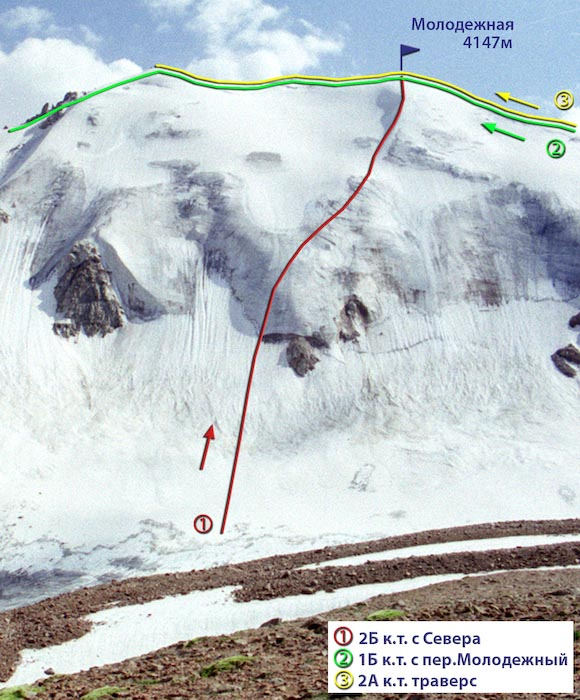 Молодежная
4147м
③
②
①
① 2Б к.т. с Севера
② 1Б к.т. с пер.Молодежный
③ 2А к.т. траверс